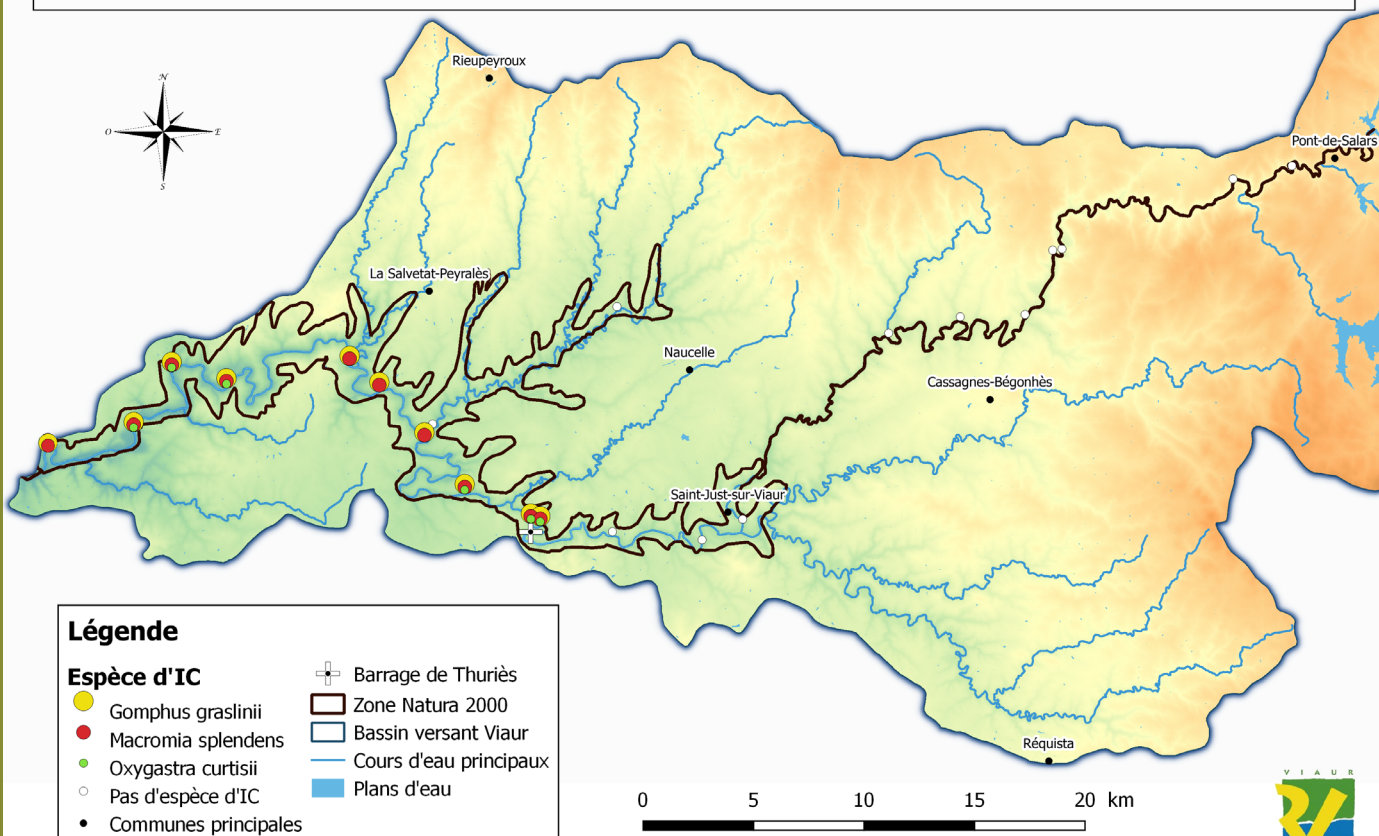 N
O
E
S
Rieupeyroux
Pont-de-Salars
La Salvetat-Peyralès
Naucelle
Cassagnes-Bégonhès
Saint-Just-sur-Viaur
Réquista
Légende
Espèce d'IC
Gomphus graslinii
Macromia splendens
Oxygastra curtisii
Pas d'espèce d'IC
Communes principales
Barrage de Thuriès
Zone Natura 2000
Bassin versant Viaur
Cours d'eau principaux
Plans d'eau
0 5 10 15 20 km
VIAUR